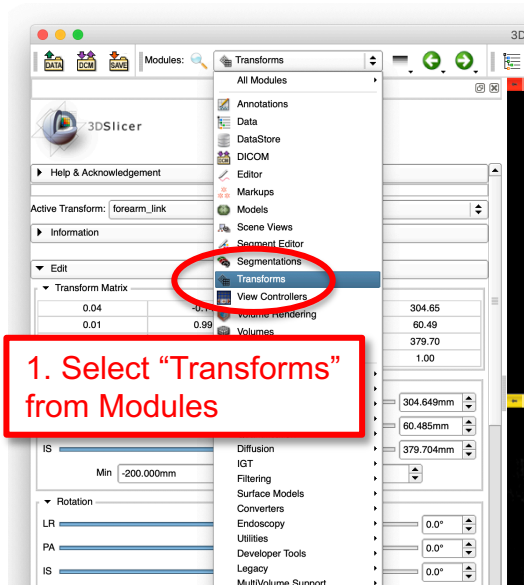 3D
DATA
DCM
SAVE
Modules:
Transforms
All Modules
Annotations
Data
DataStore
DICOM
Editor
Markups
Models
Scene Views
Segment Editor
Segmentations
Transforms
View Controllers
Volume Rendering
Volumes
3DSlicer
Help & Acknowledgement
Active Transform: forearm_link
Information
Edit
Transform Matrix
0.04 304.65
0.01 0.99 60.49
379.70
1.00
1. Select “Transforms”
from Modules
304.649mm
60.485mm
IS 379.704mm
Min -200.000mm
Diffusion
IGT
Filtering
Surface Models
Converters
Endoscopy
Utilities
Developer Tools
Legacy
MultiVolume Support
Rotation
LR 0.0°
PA 0.0°
IS 0.0°